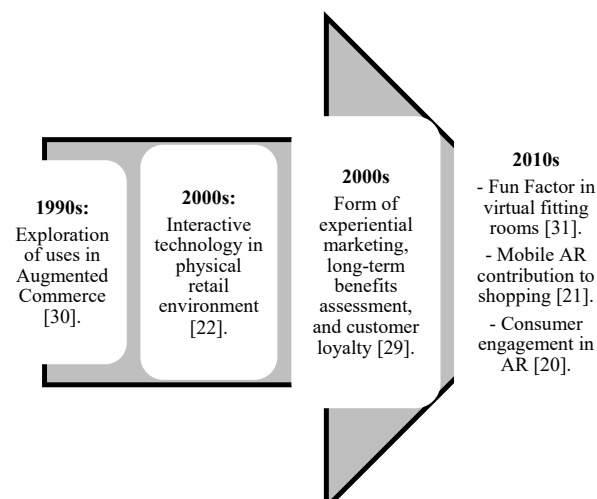 1990s:
Exploration
of uses in
Augmented
Commerce
[30].
2000s:
Interactive
technology in
physical
retail
environment
[22].
2000s
Form of
experiential
marketing,
long-term
benefits
assessment,
and customer
loyalty [29].
2010s
- Fun Factor in
virtual fitting
rooms [31].
- Mobile AR
contribution to
shopping [21].
- Consumer
engagement in
AR [20].